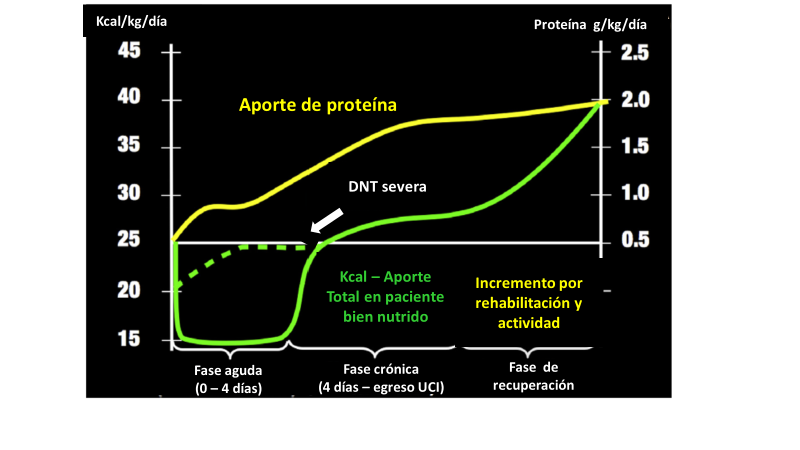 Kcal/kg/día
Proteína g/kg/día
45
40
35
30
25
20
15
2.5
2.0
1.5
1.0
0.5
Aporte de proteína
DNT severa
Kcal – Aporte
Total en paciente
bien nutrido
Incremento por
rehabilitación y
actividad
Fase aguda
(0 – 4 días)
Fase crónica
(4 días – egreso UCI)
Fase de
recuperación